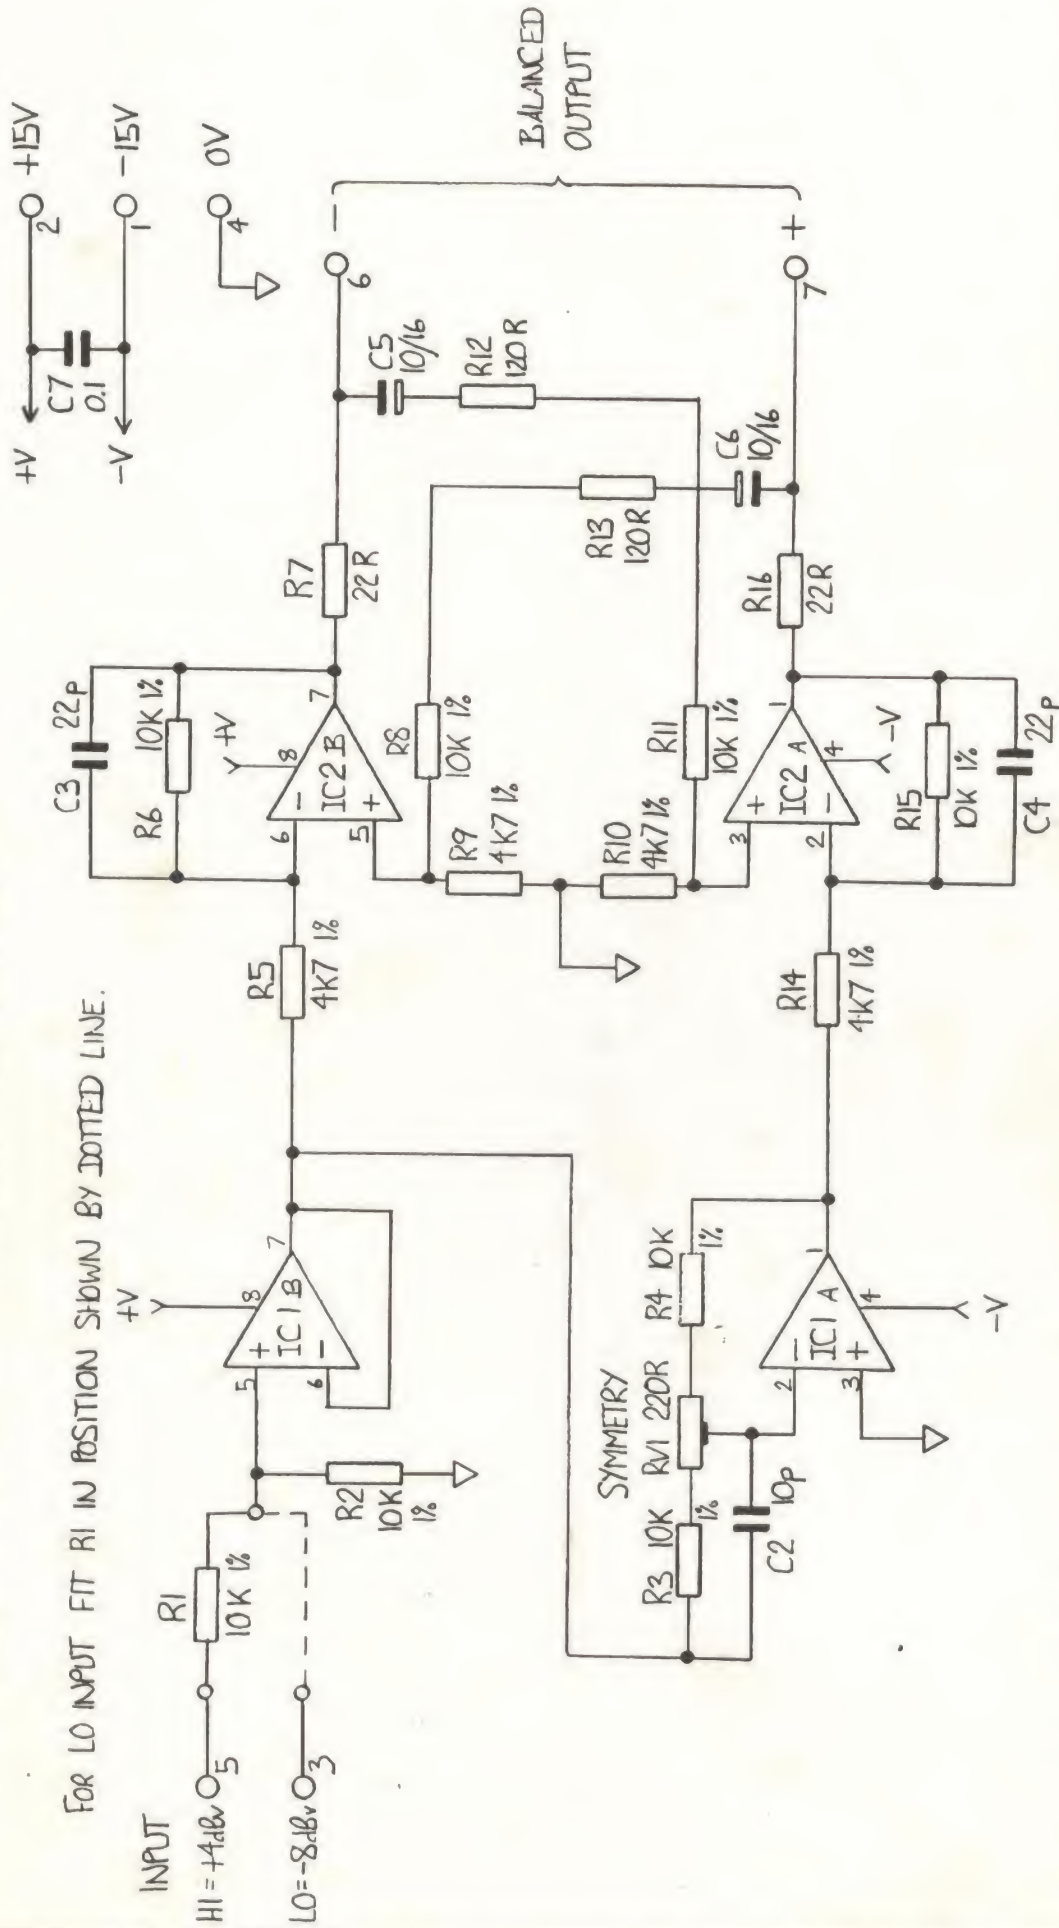 FOR LO INPUT FIT R1 IN POSITION SHOWN BY DOTTED LINE.
INPUT
HI=+4dBv
5
LO=-8dBv
3
R1
10K 1%
R2
10K
1%
+V
8
5
+
IC1 B
-
6
7
SYMMETRY
R3 10K
1%
RV1 220R
R4 10K
1%
C2
10p
2
-
IC1 A
+
3
4
1
-V
R5
4K7 1%
R14
4K7 1%
C3
22p
R6
10K 1%
+V
8
6
-
IC2 B
+
5
7
R9
4K7 1%
R8
10K 1%
R10
4K7 1%
R11
10K 1%
3
+
IC2 A
-
2
4
1
-V
R15
10K 1%
C4
22p
R7
22R
R16
22R
R13
120R
R12
120R
C5
10/16
C6
10/16
6
-
7
+
BALANCED
OUTPUT
+V
C7
0.1
-V
2
+15V
1
-15V
4
0V